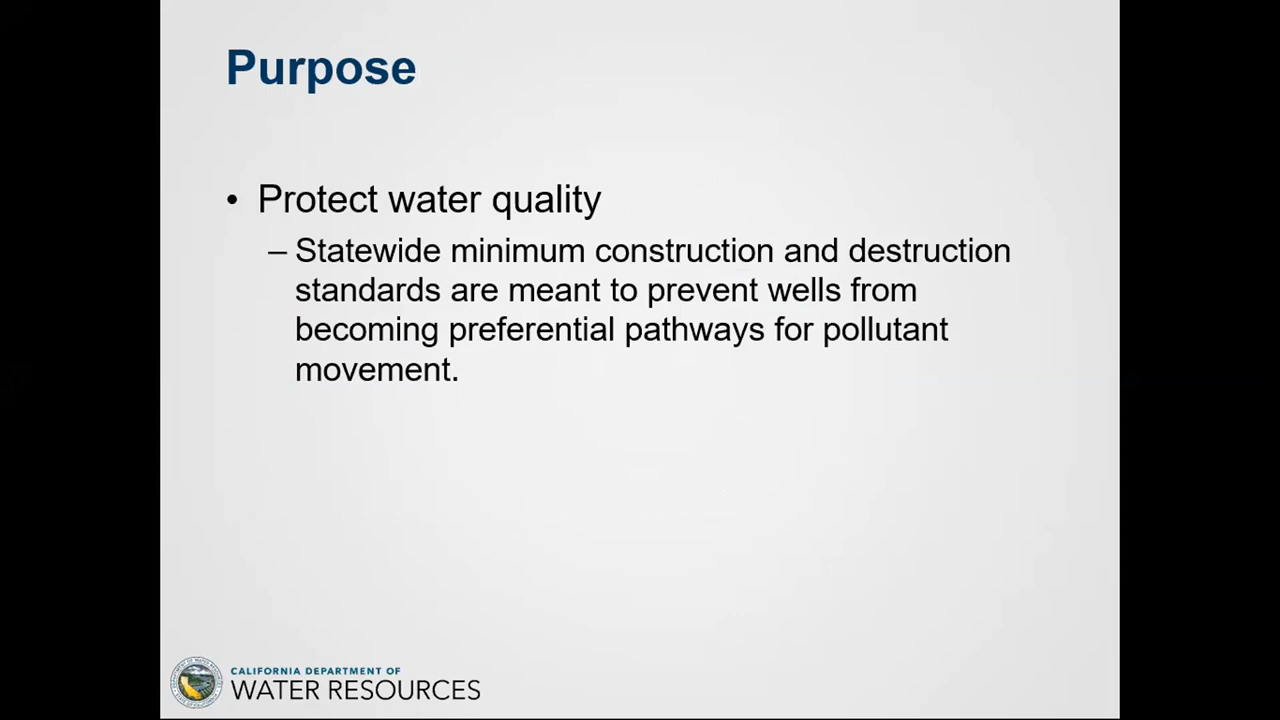 Purpose
• Protect water quality
– Statewide minimum construction and destruction
standards are meant to prevent wells from
becoming preferential pathways for pollutant
movement.
CALIFORNIA DEPARTMENT OF
WATER RESOURCES